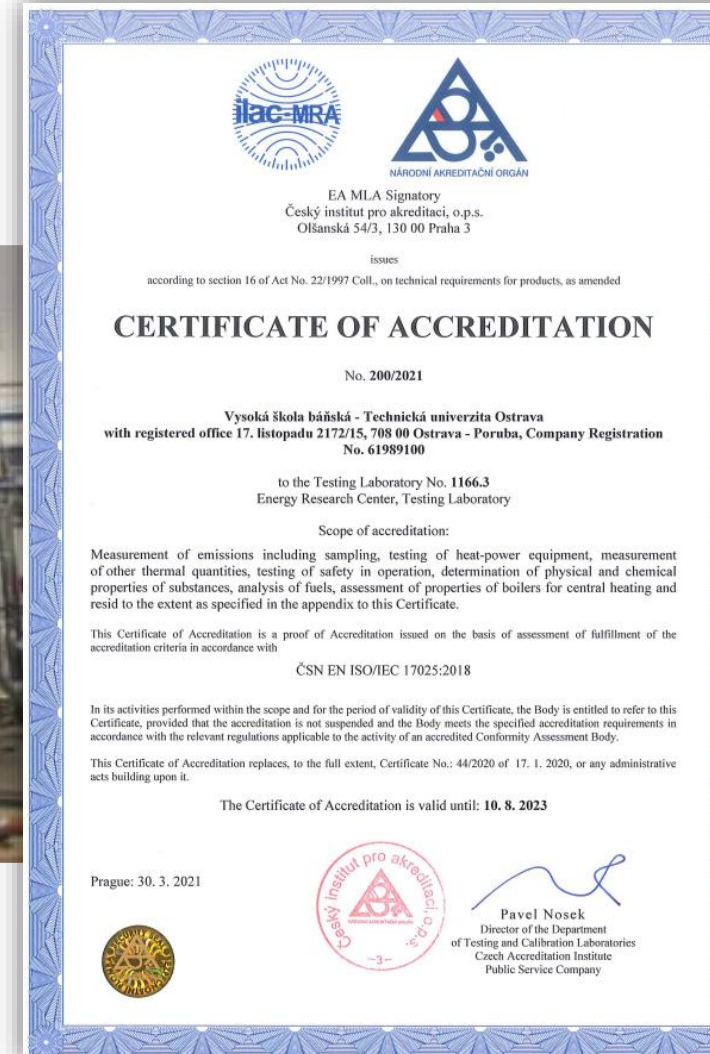 ilac-MRA
NÁRODNÍ AKREDITAČNÍ ORGÁN
EA MLA Signatory
Český institut pro akreditaci, o.p.s.
Olšanská 54/3, 130 00 Praha 3
issues
according to section 16 of Act No. 22/1997 Coll., on technical requirements for products, as amended
CERTIFICATE OF ACCREDITATION
No. 200/2021
Vysoká škola báňská - Technická univerzita Ostrava
with registered office 17. listopadu 2172/15, 708 00 Ostrava - Poruba, Company Registration
No. 61989100
to the Testing Laboratory No. 1166.3
Energy Research Center, Testing Laboratory
Scope of accreditation:
Measurement of emissions including sampling, testing of heat-power equipment, measurement
of other thermal quantities, testing of safety in operation, determination of physical and chemical
properties of substances, analysis of fuels, assessment of properties of boilers for central heating and
resid to the extent as specified in the appendix to this Certificate.
This Certificate of Accreditation is a proof of Accreditation issued on the basis of assessment of fulfillment of the
accreditation criteria in accordance with
ČSN EN ISO/IEC 17025:2018
In its activities performed within the scope and for the period of validity of this Certificate, the Body is entitled to refer to this
Certificate, provided that the accreditation is not suspended and the Body meets the specified accreditation requirements in
accordance with the relevant regulations applicable to the activity of an accredited Conformity Assessment Body.
This Certificate of Accreditation replaces, to the full extent, Certificate No.: 44/2020 of 17. 1. 2020, or any administrative
acts building upon it.
The Certificate of Accreditation is valid until: 10. 8. 2023
Prague: 30. 3. 2021
Český institut pro akreditaci, o.p.s.
-3-
Pavel Nosek
Director of the Department
of Testing and Calibration Laboratories
Czech Accreditation Institute
Public Service Company